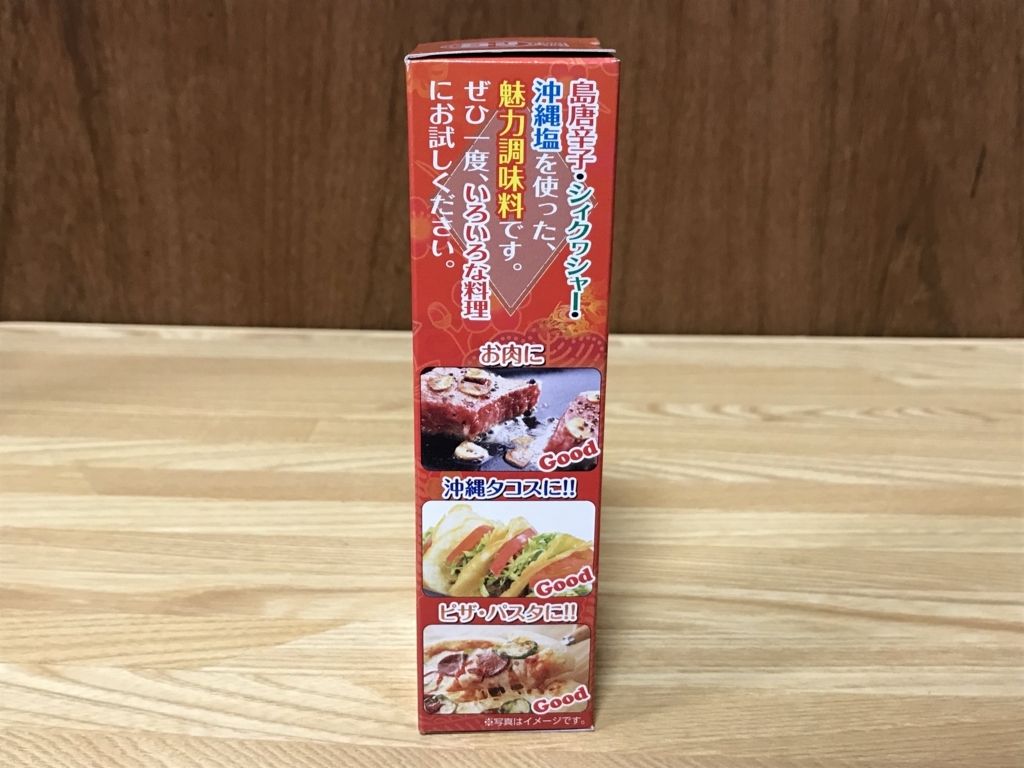 島唐辛子・シィクヮシャー・
沖縄塩を使った、
魅力調味料です。
ぜひ一度、いろいろな料理
にお試しください。
お肉に
Good
沖縄タコスに!!
Good
ピザ・パスタに!!
Good
※写真はイメージです。